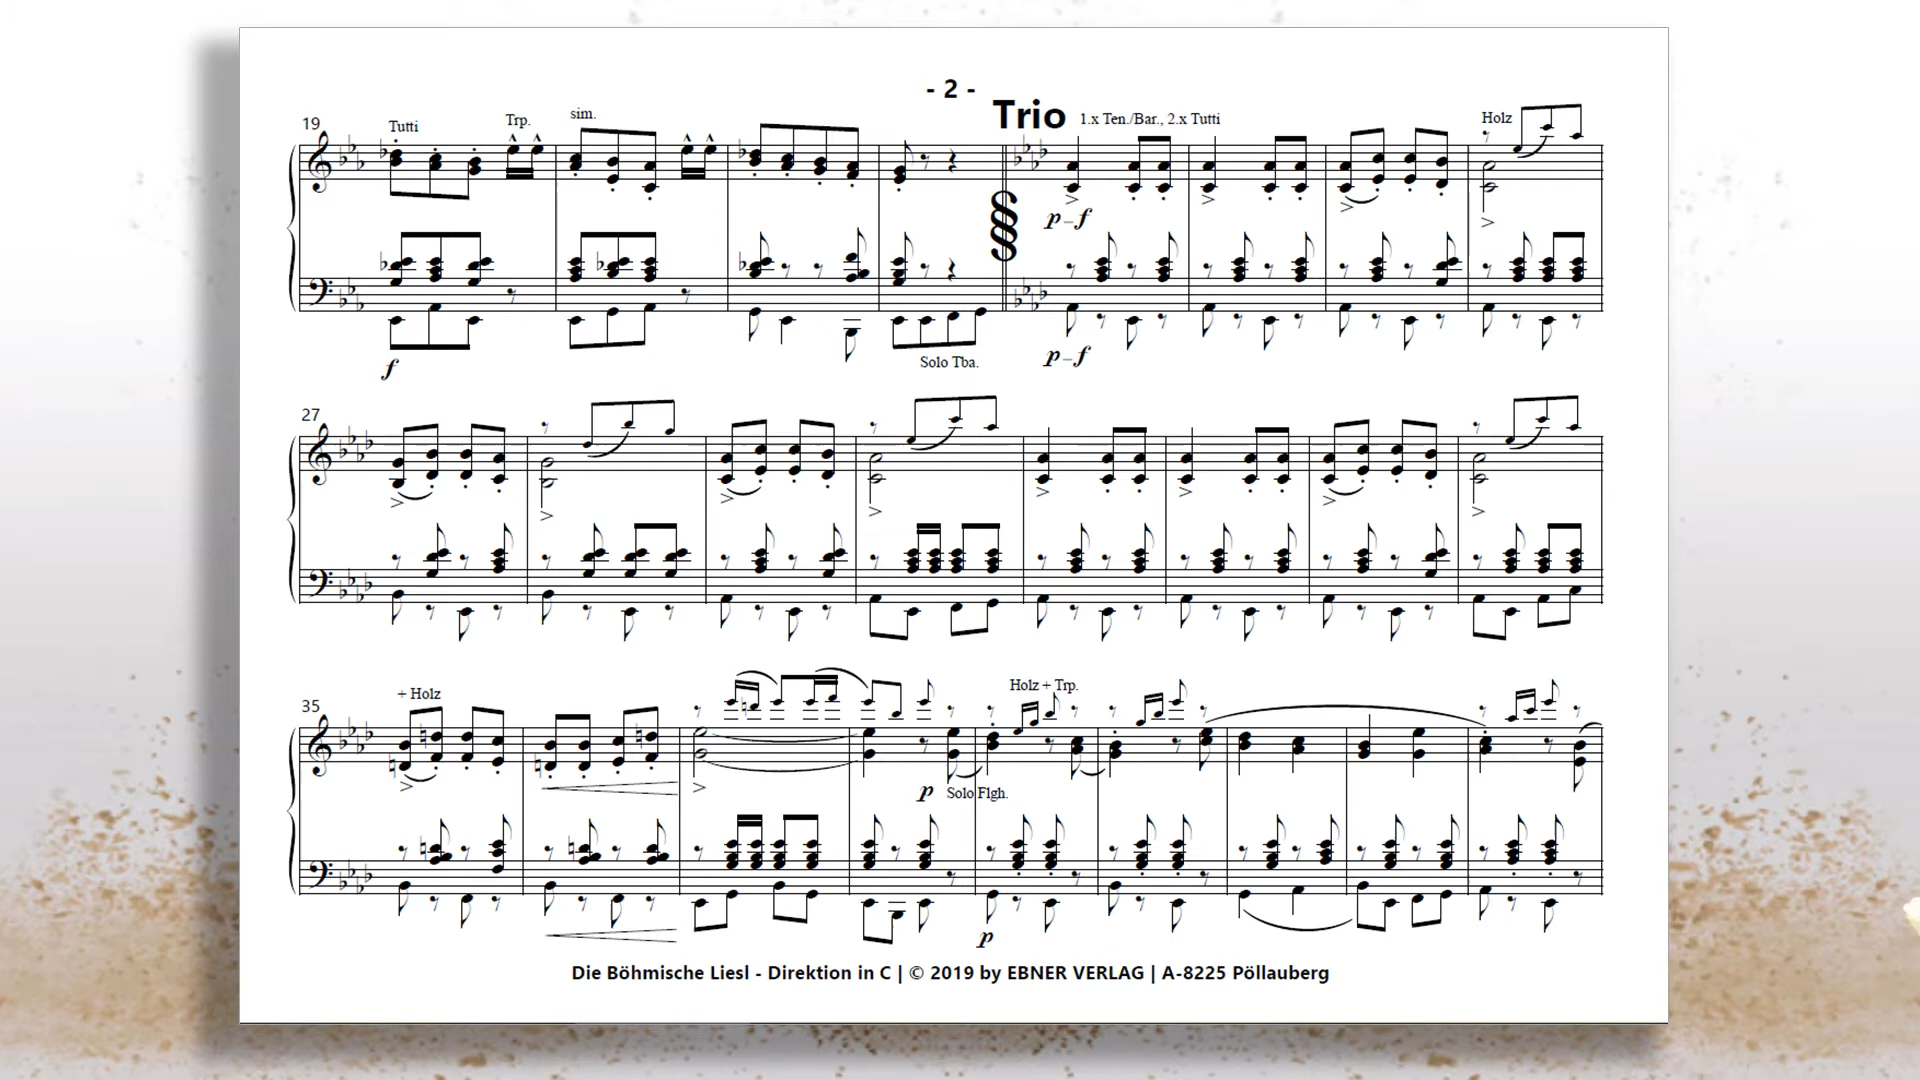 - 2 -
19
Tutti
Trp.
sim.
Trio 1.x Ten./Bar., 2.x Tutti
Holz
p-f
f
Solo Tba.
p-f
27
35
+ Holz
Holz + Trp.
p Solo Flgh.
p
Die Böhmische Liesl - Direktion in C | © 2019 by EBNER VERLAG | A-8225 Pöllauberg